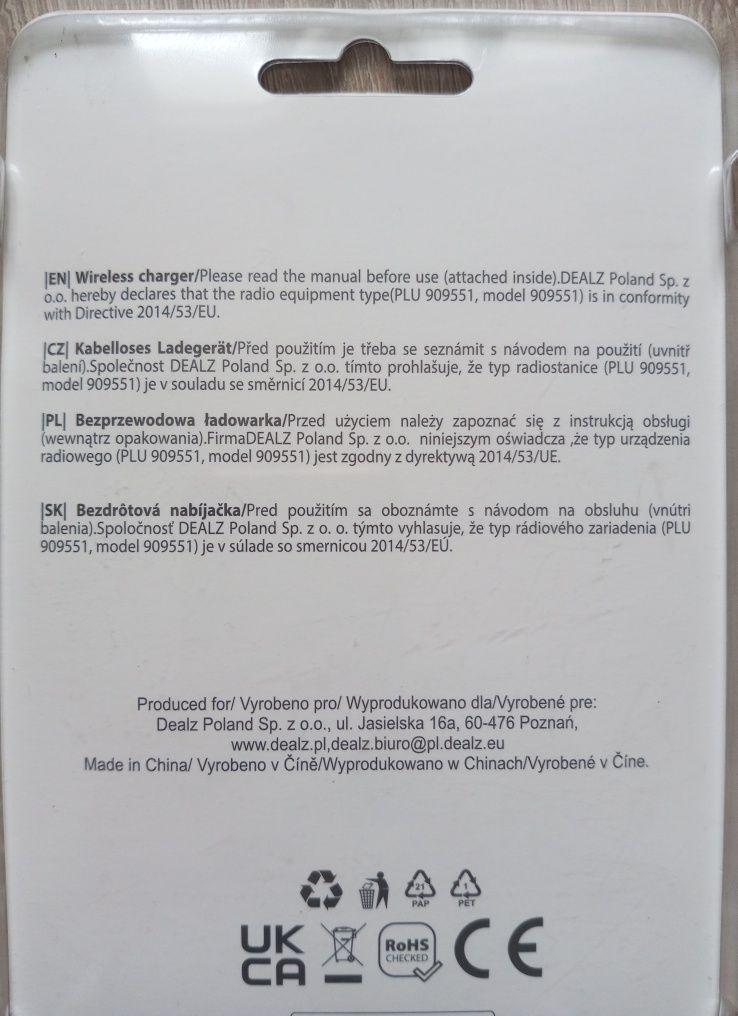 |EN| Wireless charger/Please read the manual before use (attached inside).DEALZ Poland Sp. z
o.o. hereby declares that the radio equipment type(PLU 909551, model 909551) is in conformity
with Directive 2014/53/EU.
|CZ| Kabelloses Ladegerät/Před použitím je třeba se seznámit s návodem na použití (uvnitř
balení).Společnost DEALZ Poland Sp. z o.o. tímto prohlašuje, že typ radiostanice (PLU 909551,
model 909551) je v souladu se směrnicí 2014/53/EU.
|PL| Bezprzewodowa ładowarka/Przed użyciem należy zapoznać się z instrukcją obsługi
(wewnątrz opakowania).FirmaDEALZ Poland Sp. z o.o. niniejszym oświadcza ,że typ urządzenia
radiowego (PLU 909551, model 909551) jest zgodny z dyrektywą 2014/53/UE.
|SK| Bezdrôtová nabíjačka/Pred použitím sa oboznámte s návodom na obsluhu (vnútri
balenia).Spoločnosť DEALZ Poland Sp. z o. o. týmto vyhlasuje, že typ rádiového zariadenia (PLU
909551, model 909551) je v súlade so smernicou 2014/53/EÚ.
Produced for/ Vyrobeno pro/ Wyprodukowano dla/Vyrobené pre:
Dealz Poland Sp. z o.o., ul. Jasielska 16a, 60-476 Poznań,
www.dealz.pl,dealz.biuro@pl.dealz.eu
Made in China/ Vyrobeno v Číně/Wyprodukowano w Chinach/Vyrobené v Číne.
21
PAP
1
PET
UK
CA
RoHS
CHECKED
CE